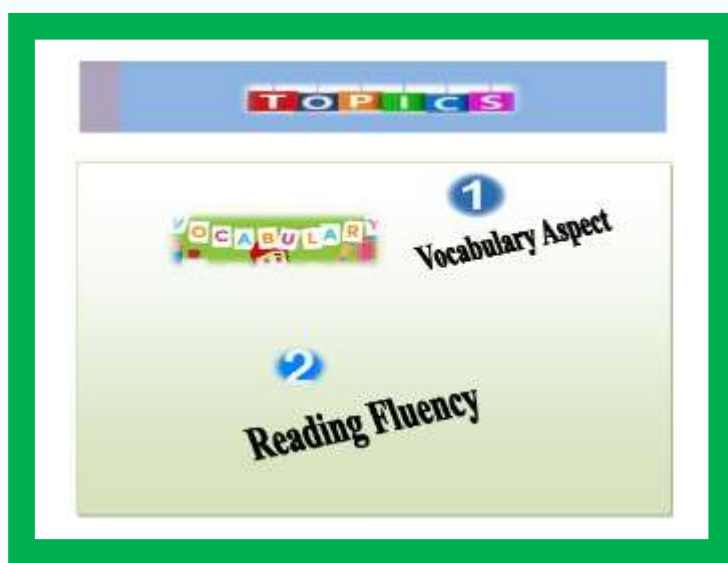 TOPICS
1
VOCABULARY
Vocabulary Aspect
2
Reading Fluency